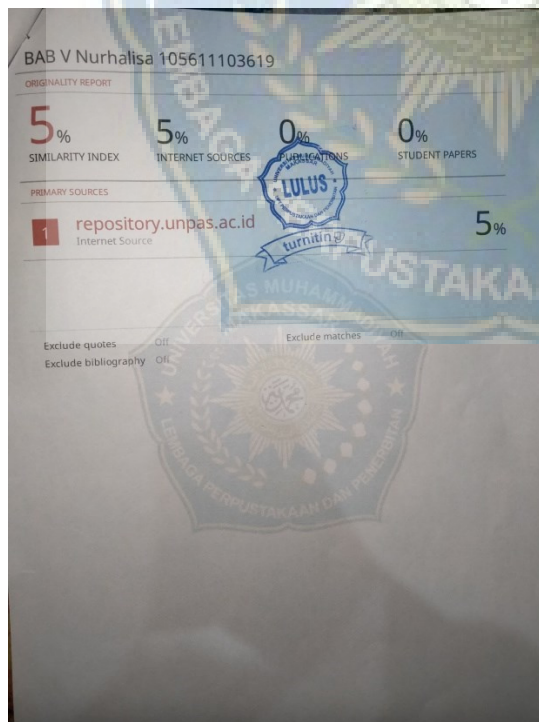 BAB V Nurhalisa 105611103619
ORIGINALITY REPORT
5% 5% 0% 0%
SIMILARITY INDEX INTERNET SOURCES PUBLICATIONS STUDENT PAPERS
LULUS
turnitin
PRIMARY SOURCES
1 repository.unpas.ac.id 5%
Internet Source
Exclude quotes Off Exclude matches Off
Exclude bibliography Off
LEMBAGA PERPUSTAKAAN DAN PENERBITAN